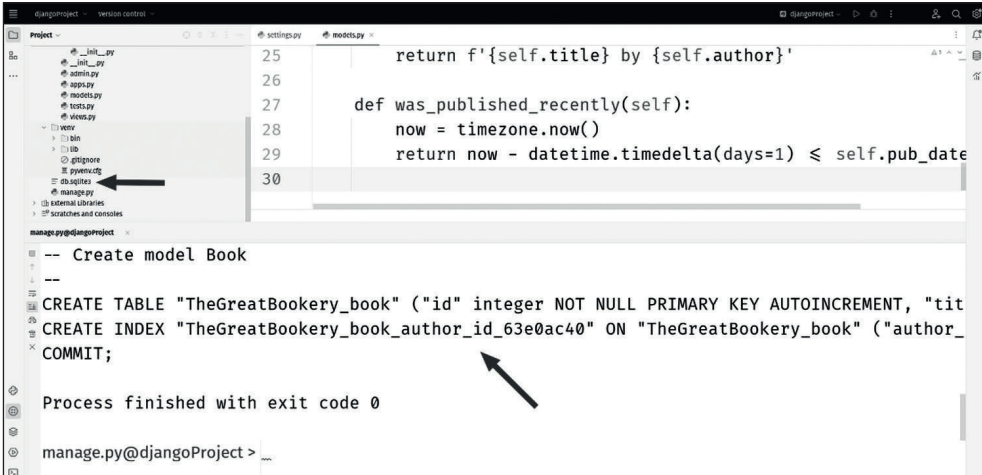 djangoProject
Version control
djangoProject
Project
settings.py
models.py
__init__.py
__init__.py
admin.py
apps.py
models.py
tests.py
views.py
venv
bin
lib
.gitignore
pyvenv.cfg
db.sqlite3
manage.py
External Libraries
Scratches and Consoles
25 return f'{self.title} by {self.author}'
26
27 def was_published_recently(self):
28 now = timezone.now()
29 return now - datetime.timedelta(days=1) ⩽ self.pub_date
30
manage.py@djangoProject
-- Create model Book
--
CREATE TABLE "TheGreatBookery_book" ("id" integer NOT NULL PRIMARY KEY AUTOINCREMENT, "tit
CREATE INDEX "TheGreatBookery_book_author_id_63e0ac40" ON "TheGreatBookery_book" ("author_
COMMIT;
Process finished with exit code 0
manage.py@djangoProject >